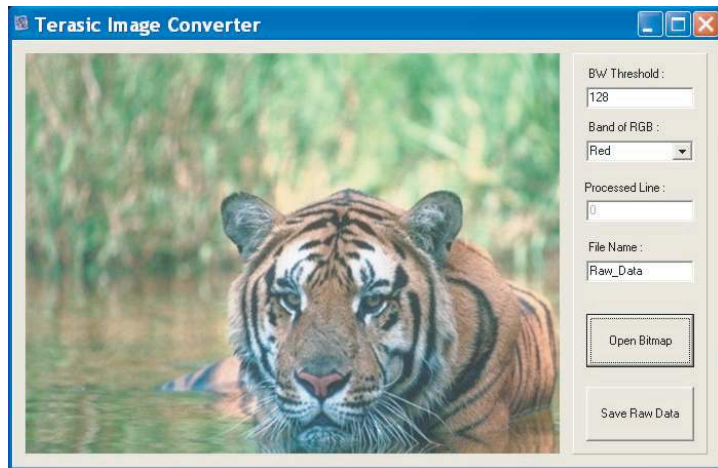 Terasic Image Converter
BW Threshold :
128
Band of RGB :
Red
Processed Line :
0
File Name :
Raw_Data
Open Bitmap
Save Raw Data